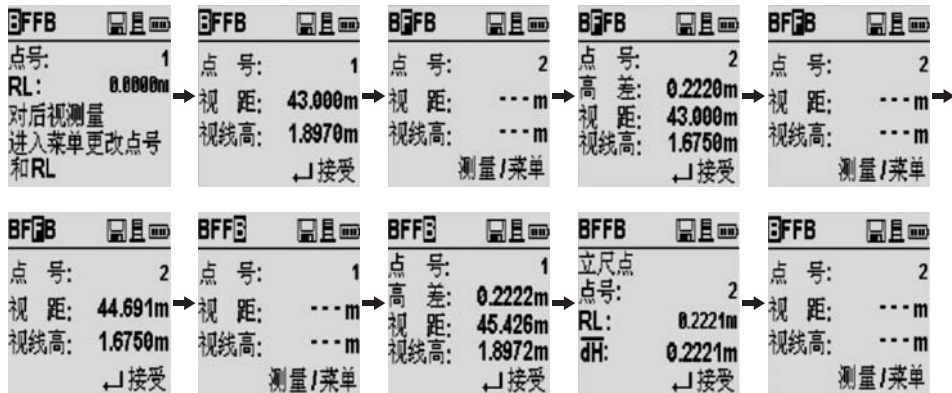 BFFB
点号: 1
RL: 0.0000m
对后视测量
进入菜单更改点号
和RL
BFFB
点 号: 1
视 距: 43.000m
视线高: 1.8970m
接受
BFFB
点 号: 2
视 距: ---m
视线高: ---m
测量/菜单
BFFB
点 号: 2
高 差: 0.2220m
视 距: 43.000m
视线高: 1.6750m
接受
BFFB
点 号: 2
视 距: ---m
视线高: ---m
测量/菜单
BFFB
点 号: 2
视 距: 44.691m
视线高: 1.6750m
接受
BFFB
点 号: 1
视 距: ---m
视线高: ---m
测量/菜单
BFFB
点 号: 1
高 差: 0.2222m
视 距: 45.426m
视线高: 1.8972m
接受
BFFB
立尺点
点号: 2
RL: 0.2221m
dH: 0.2221m
接受
BFFB
点 号: 2
视 距: ---m
视线高: ---m
测量/菜单